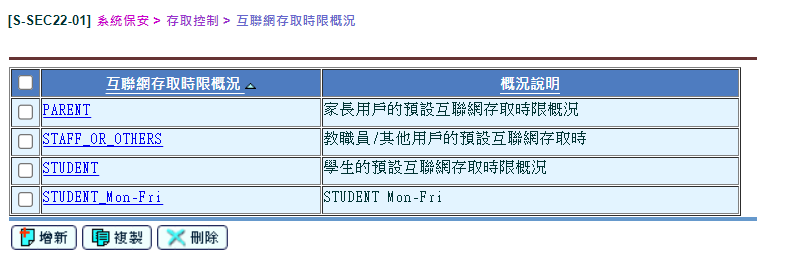 [S-SEC22-01] 系統保安 > 存取控制 > 互聯網存取時限概況
互聯網存取時限概況 概況說明
PARENT 家長用戶的預設互聯網存取時限概況
STAFF_OR_OTHERS 教職員/其他用戶的預設互聯網存取時
STUDENT 學生的預設互聯網存取時限概況
STUDENT_Mon-Fri STUDENT Mon-Fri
增新 複製 刪除